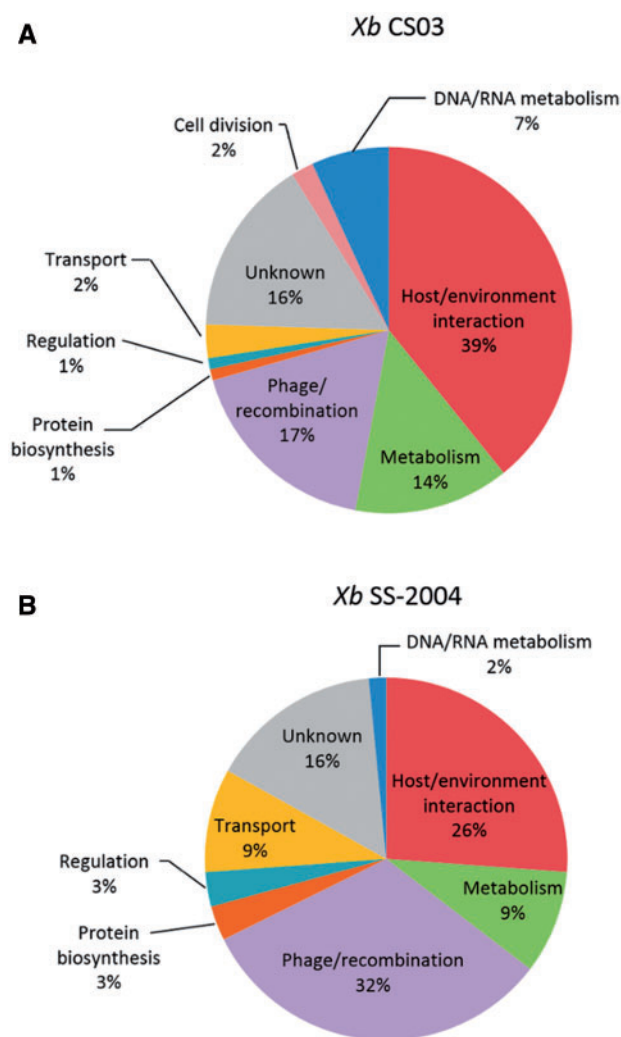 A
Xb CS03
DNA/RNA metabolism
7%
Cell division
2%
Transport
2%
Unknown
16%
Host/environment
interaction
39%
Regulation
1%
Phage/
recombination
17%
Protein
biosynthesis
1%
Metabolism
14%
B
Xb SS-2004
DNA/RNA metabolism
2%
Unknown
16%
Host/environment
interaction
26%
Transport
9%
Regulation
3%
Metabolism
9%
Protein
biosynthesis
3%
Phage/recombination
32%